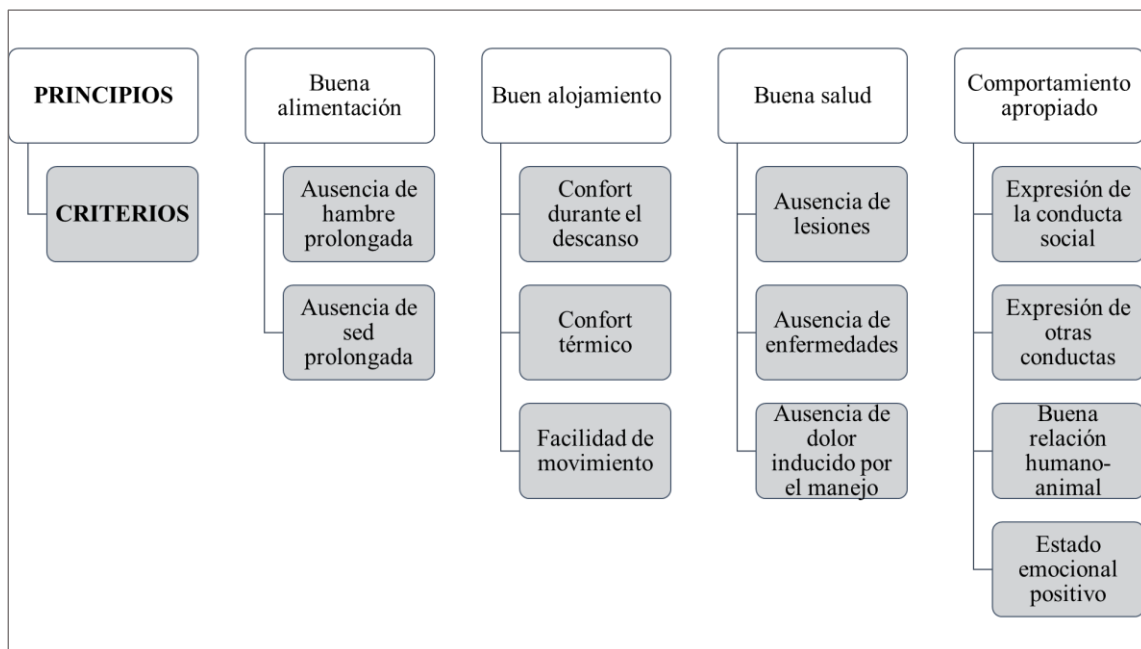 PRINCIPIOS
CRITERIOS
Buena
alimentación
Ausencia de
hambre
prolongada
Ausencia de
sed
prolongada
Buen alojamiento
Confort
durante el
descanso
Confort
térmico
Facilidad de
movimiento
Buena salud
Ausencia de
lesiones
Ausencia de
enfermedades
Ausencia de
dolor
inducido por
el manejo
Comportamiento
apropiado
Expresión de
la conducta
social
Expresión de
otras
conductas
Buena
relación
humano-
animal
Estado
emocional
positivo